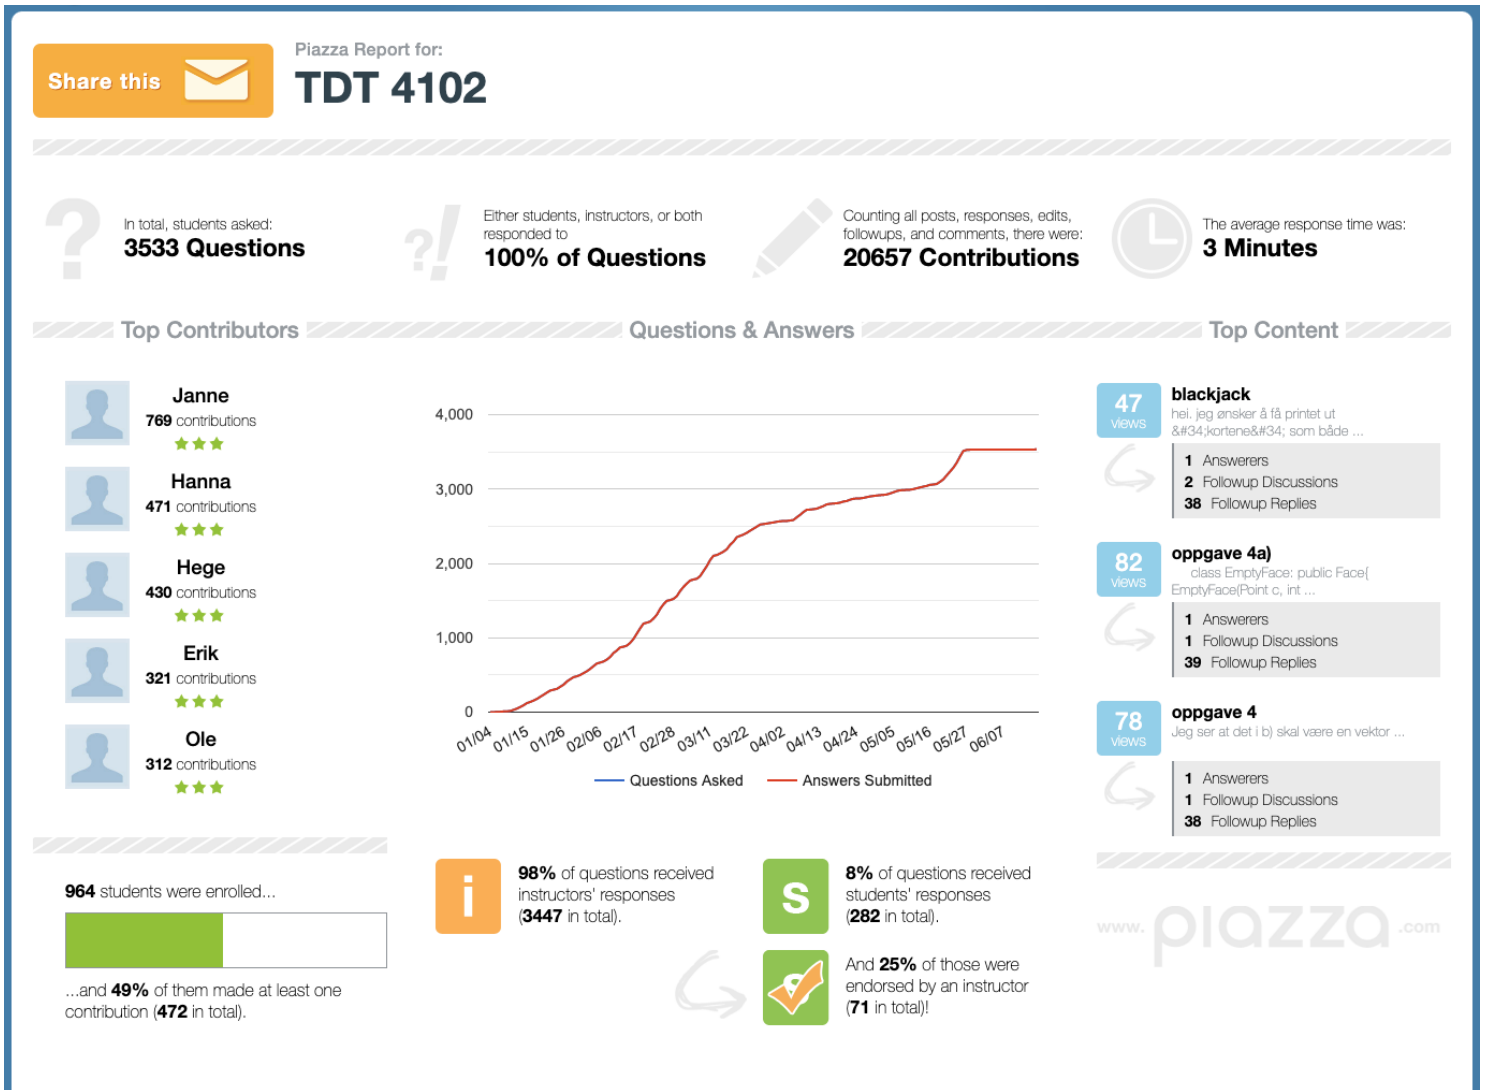 Share this
Piazza Report for:
TDT 4102
In total, students asked:
3533 Questions
Either students, instructors, or both
responded to
100% of Questions
Counting all posts, responses, edits,
followups, and comments, there were:
20657 Contributions
The average response time was:
3 Minutes
Top Contributors
Janne
769 contributions
Hanna
471 contributions
Hege
430 contributions
Erik
321 contributions
Ole
312 contributions
964 students were enrolled...
...and 49% of them made at least one
contribution (472 in total).
Questions & Answers
4,000
3,000
2,000
1,000
0
01/04 01/15 01/26 02/06 02/17 02/28 03/11 03/22 04/02 04/13 04/24 05/05 05/16 05/27 06/07
Questions Asked Answers Submitted
i
98% of questions received
instructors' responses
(3447 in total).
s
8% of questions received
students' responses
(282 in total).
s
And 25% of those were
endorsed by an instructor
(71 in total)!
Top Content
47
views
blackjack
hei. jeg ønsker å få printet ut
&#34;kortene&#34; som både ...
1 Answerers
2 Followup Discussions
38 Followup Replies
82
views
oppgave 4a)
class EmptyFace: public Face{
EmptyFace(Point c, int ...
1 Answerers
1 Followup Discussions
39 Followup Replies
78
views
oppgave 4
Jeg ser at det i b) skal være en vektor ...
1 Answerers
1 Followup Discussions
38 Followup Replies
www.piazza.com